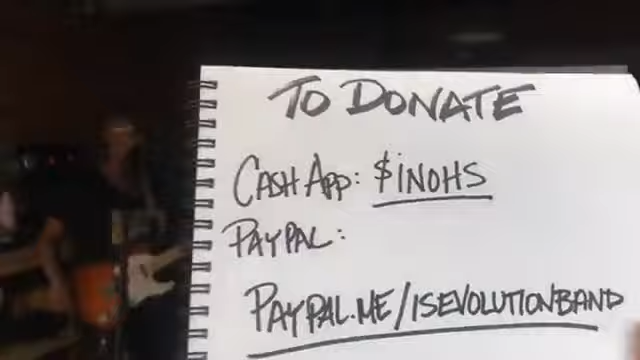 TO DONATE
CASH APP: $INOHS
PAYPAL:
PAYPAL.ME/ISEVOLUTIONBAND